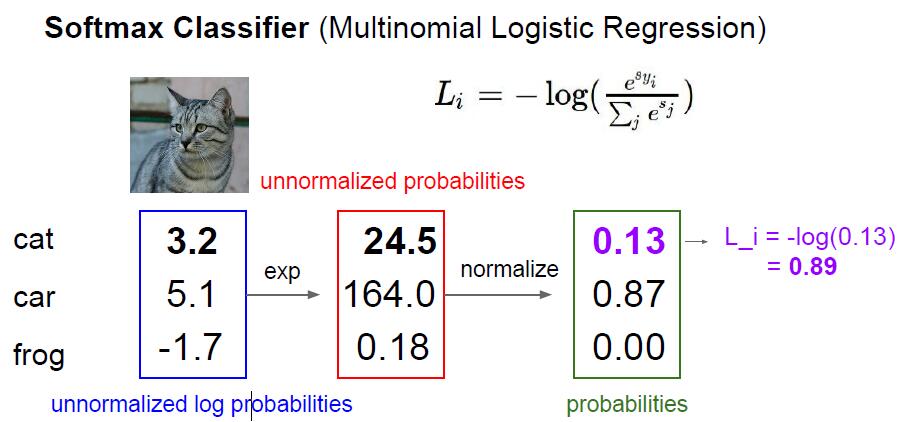 Softmax Classifier (Multinomial Logistic Regression)
L_i = − log( e^{s_{y_i}} / ∑_j e^{s_j} )
unnormalized probabilities
cat 3.2 24.5 0.13 L_i = -log(0.13)
= 0.89
exp normalize
car 5.1 164.0 0.87
frog -1.7 0.18 0.00
unnormalized log probabilities probabilities